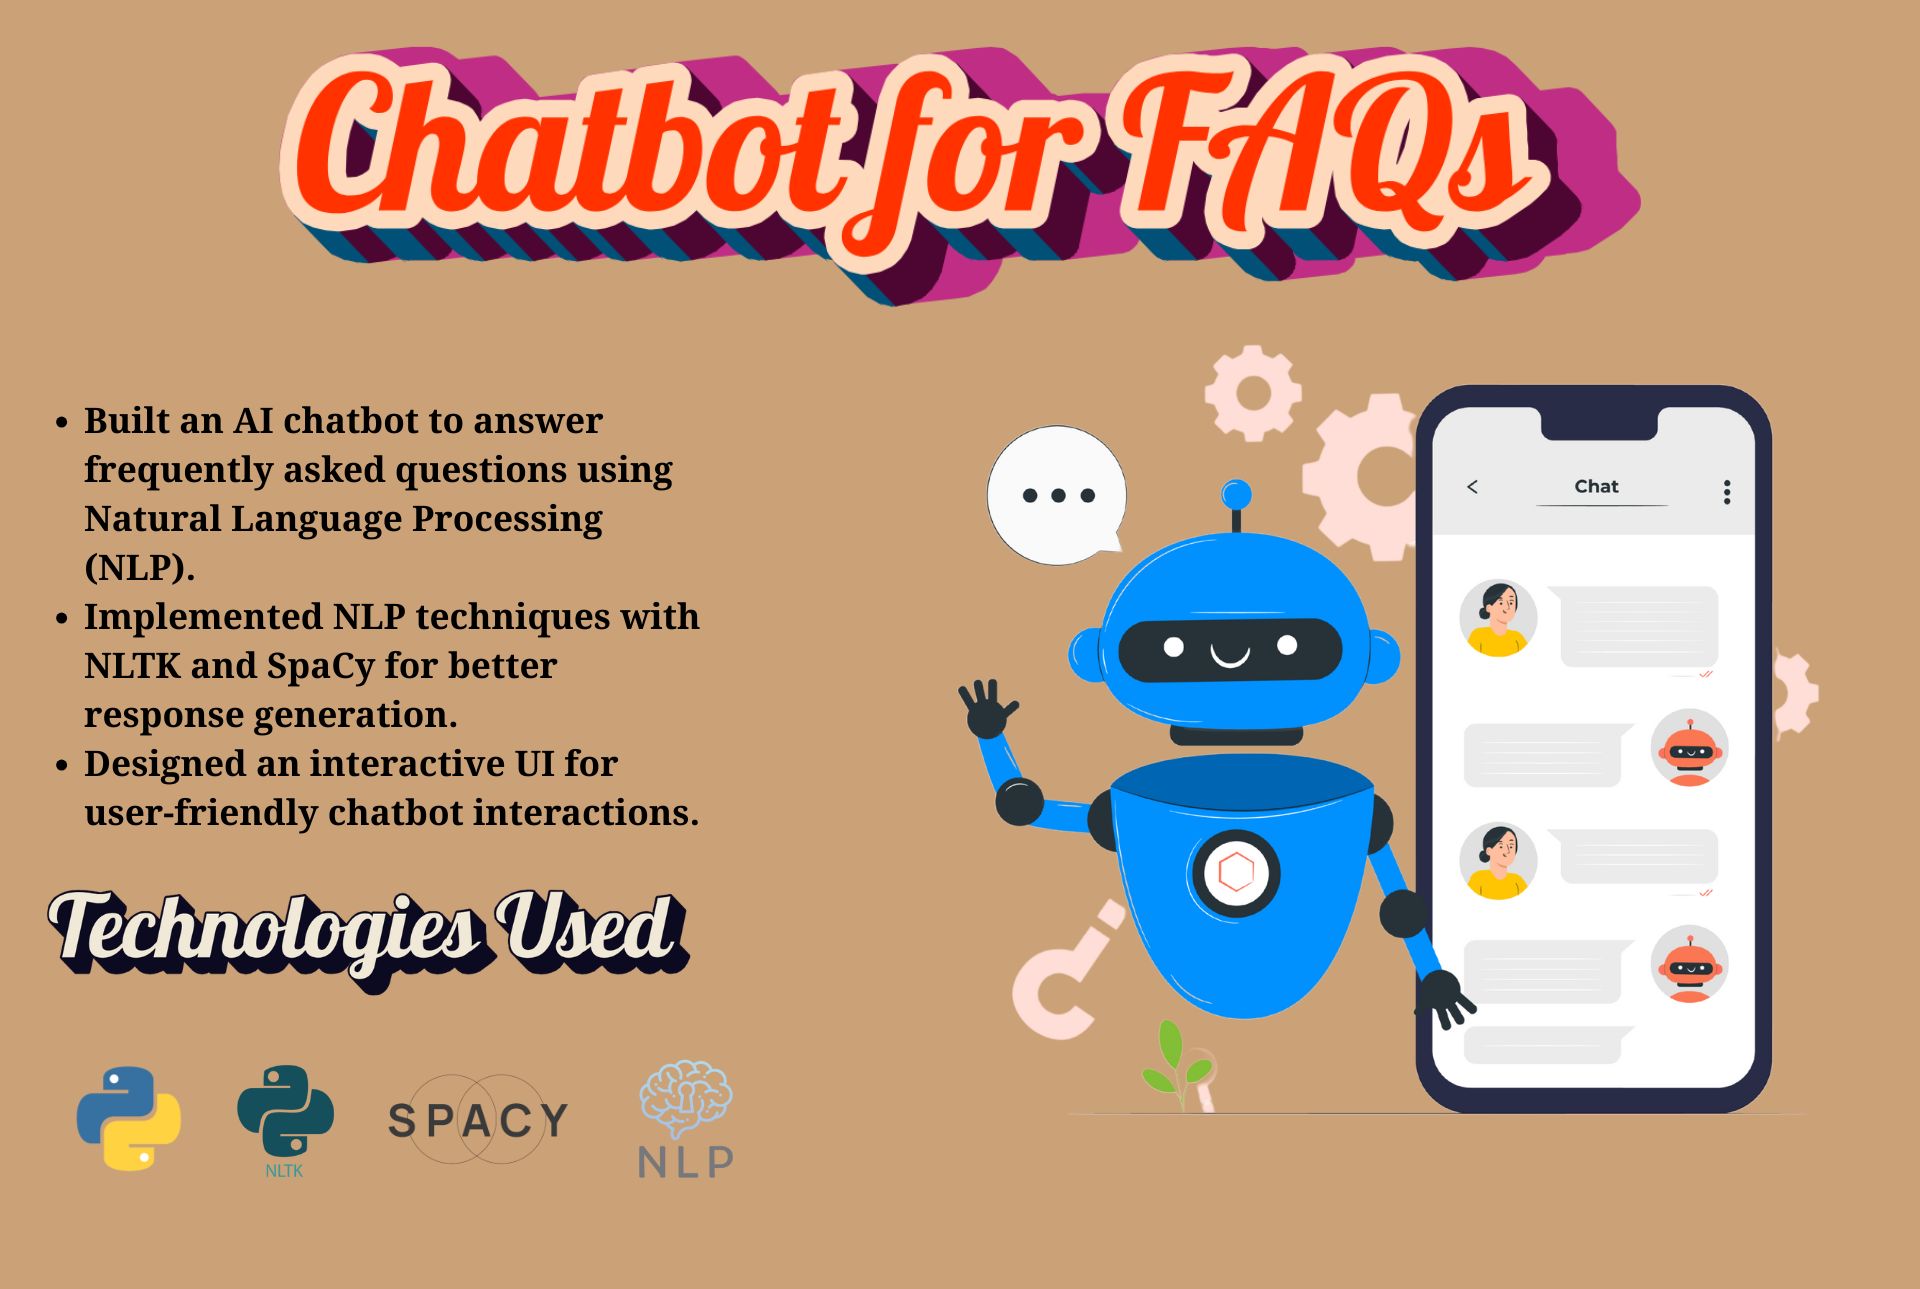 Chatbot for FAQs
• Built an AI chatbot to answer
frequently asked questions using
Natural Language Processing
(NLP).
• Implemented NLP techniques with
NLTK and SpaCy for better
response generation.
• Designed an interactive UI for
user-friendly chatbot interactions.
Technologies Used
NLTK
SPACY
NLP
Chat